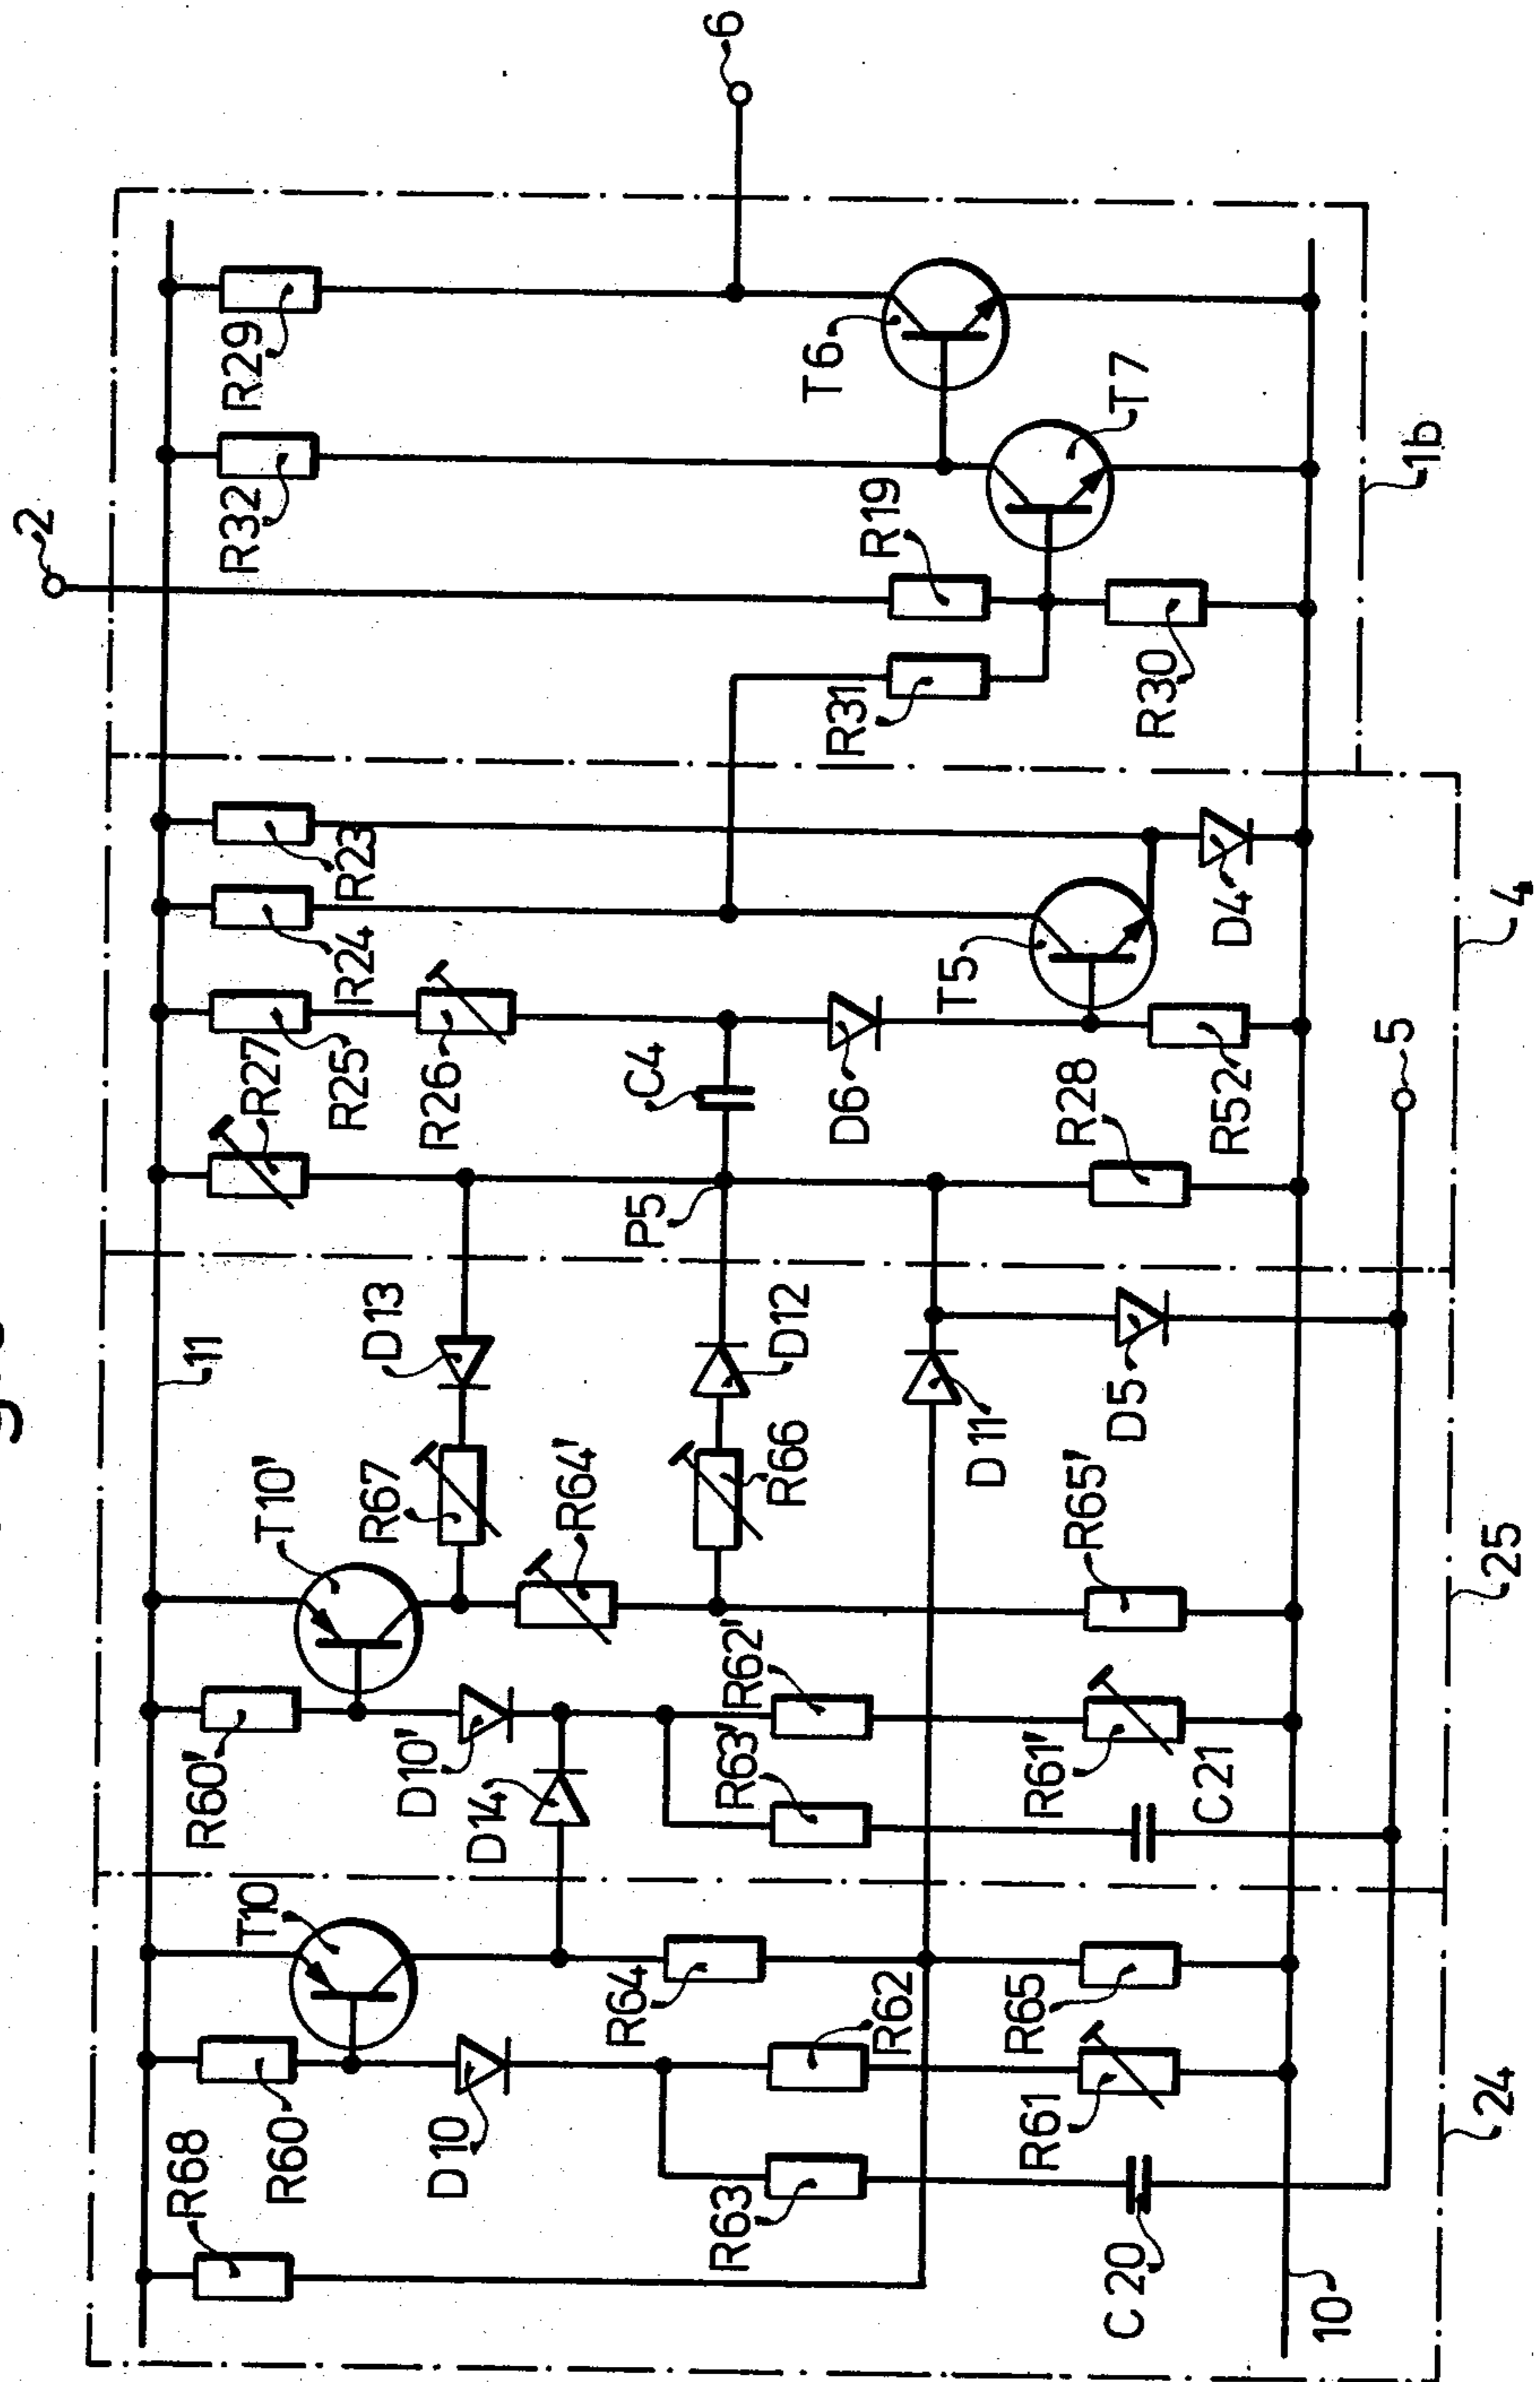 6
2
R29
R32
T6
T7
R19
R31
R30
1b
R23
R24
R25
R27
R26
C4
D6
T5
D4
R28
R52
P5
4
5
11
D13
D12
D11
D5
T10'
R67
R64'
R66
R65'
R60'
D10'
D14
R63'
R62'
R61'
C21
25
T10
R64
R62
R65
R68
R60
D10
R63
R61
C20
10
24